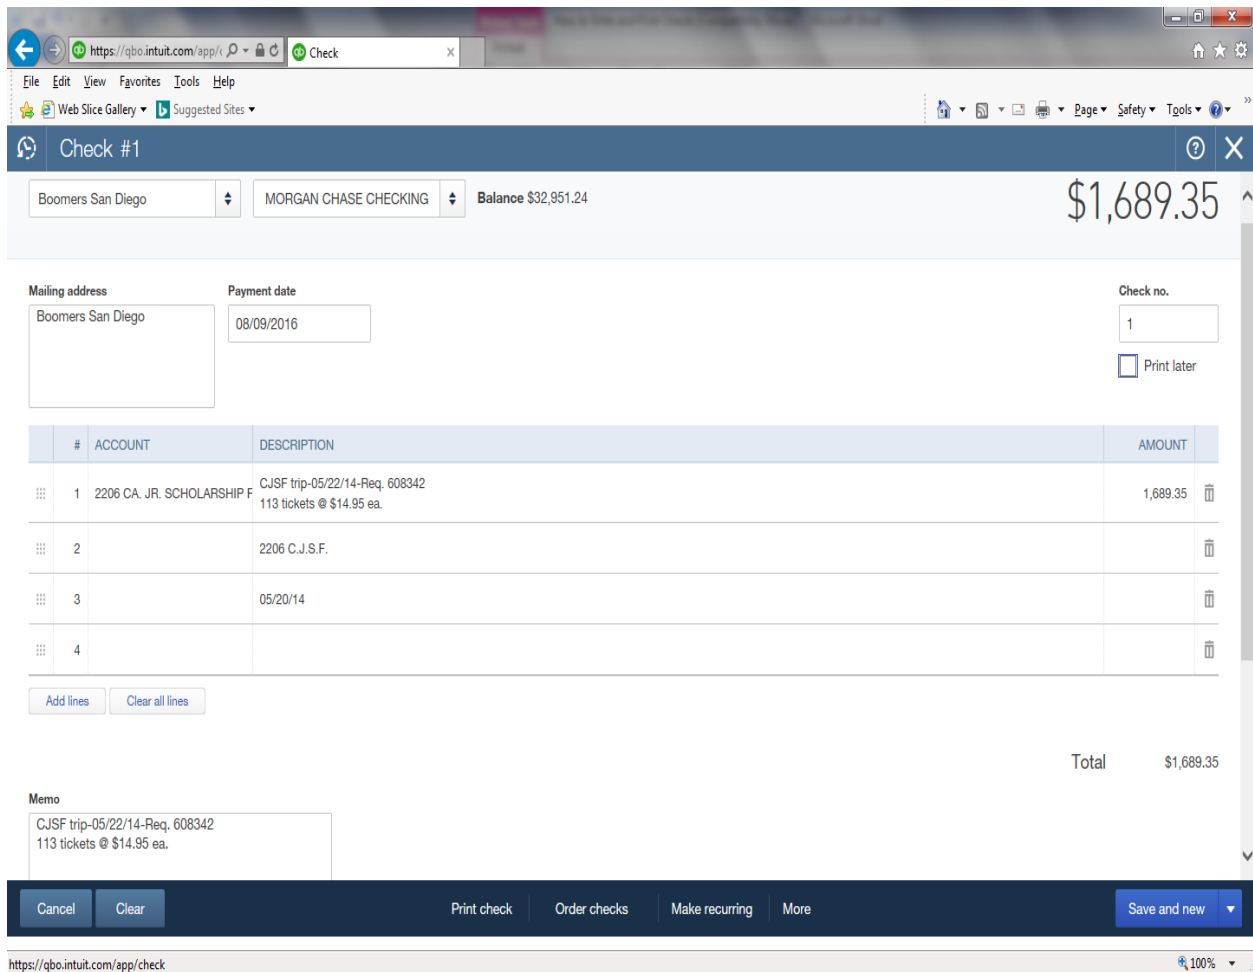 https://qbo.intuit.com/app/c
Check
File Edit View Favorites Tools Help
Web Slice Gallery Suggested Sites
Page Safety Tools
Check #1
Boomers San Diego MORGAN CHASE CHECKING Balance $32,951.24 $1,689.35
Mailing address Payment date Check no.
Boomers San Diego 08/09/2016 1
Print later
# ACCOUNT DESCRIPTION AMOUNT
1 2206 CA. JR. SCHOLARSHIP F CJSF trip-05/22/14-Req. 608342 1,689.35
113 tickets @ $14.95 ea.
2 2206 C.J.S.F.
3 05/20/14
4
Add lines Clear all lines
Total $1,689.35
Memo
CJSF trip-05/22/14-Req. 608342
113 tickets @ $14.95 ea.
Cancel Clear Print check Order checks Make recurring More Save and new
https://qbo.intuit.com/app/check 100%